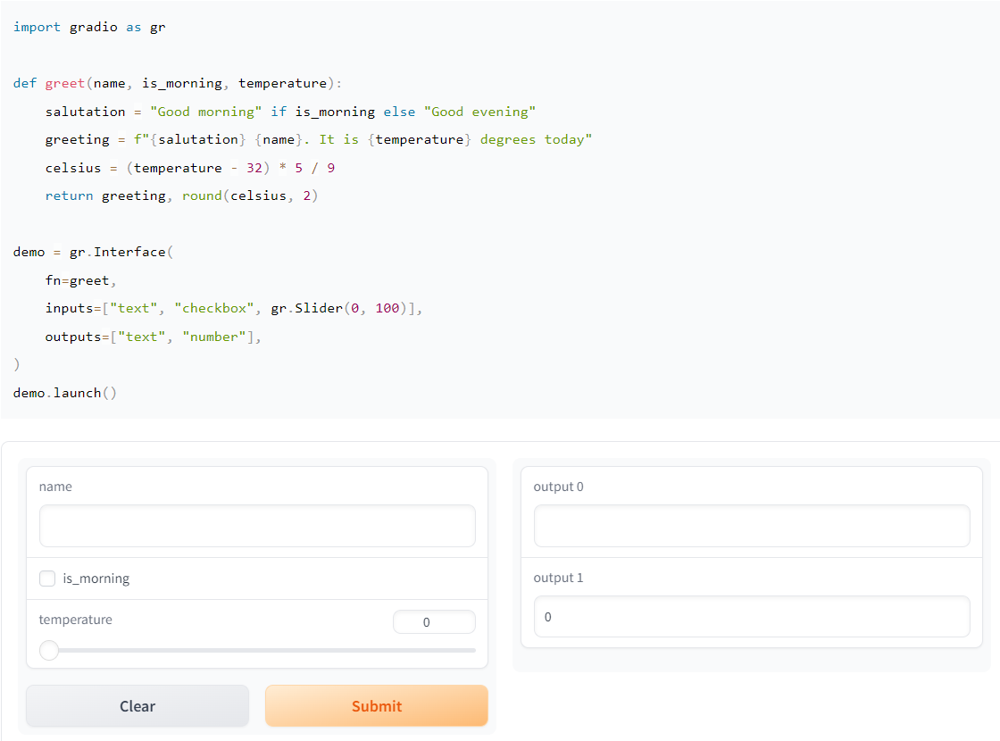 import gradio as gr
def greet(name, is_morning, temperature):
    salutation = "Good morning" if is_morning else "Good evening"
    greeting = f"{salutation} {name}. It is {temperature} degrees today"
    celsius = (temperature - 32) * 5 / 9
    return greeting, round(celsius, 2)
demo = gr.Interface(
    fn=greet,
    inputs=["text", "checkbox", gr.Slider(0, 100)],
    outputs=["text", "number"],
)
demo.launch()
name
is_morning
temperature 0
Clear Submit
output 0
output 1
0